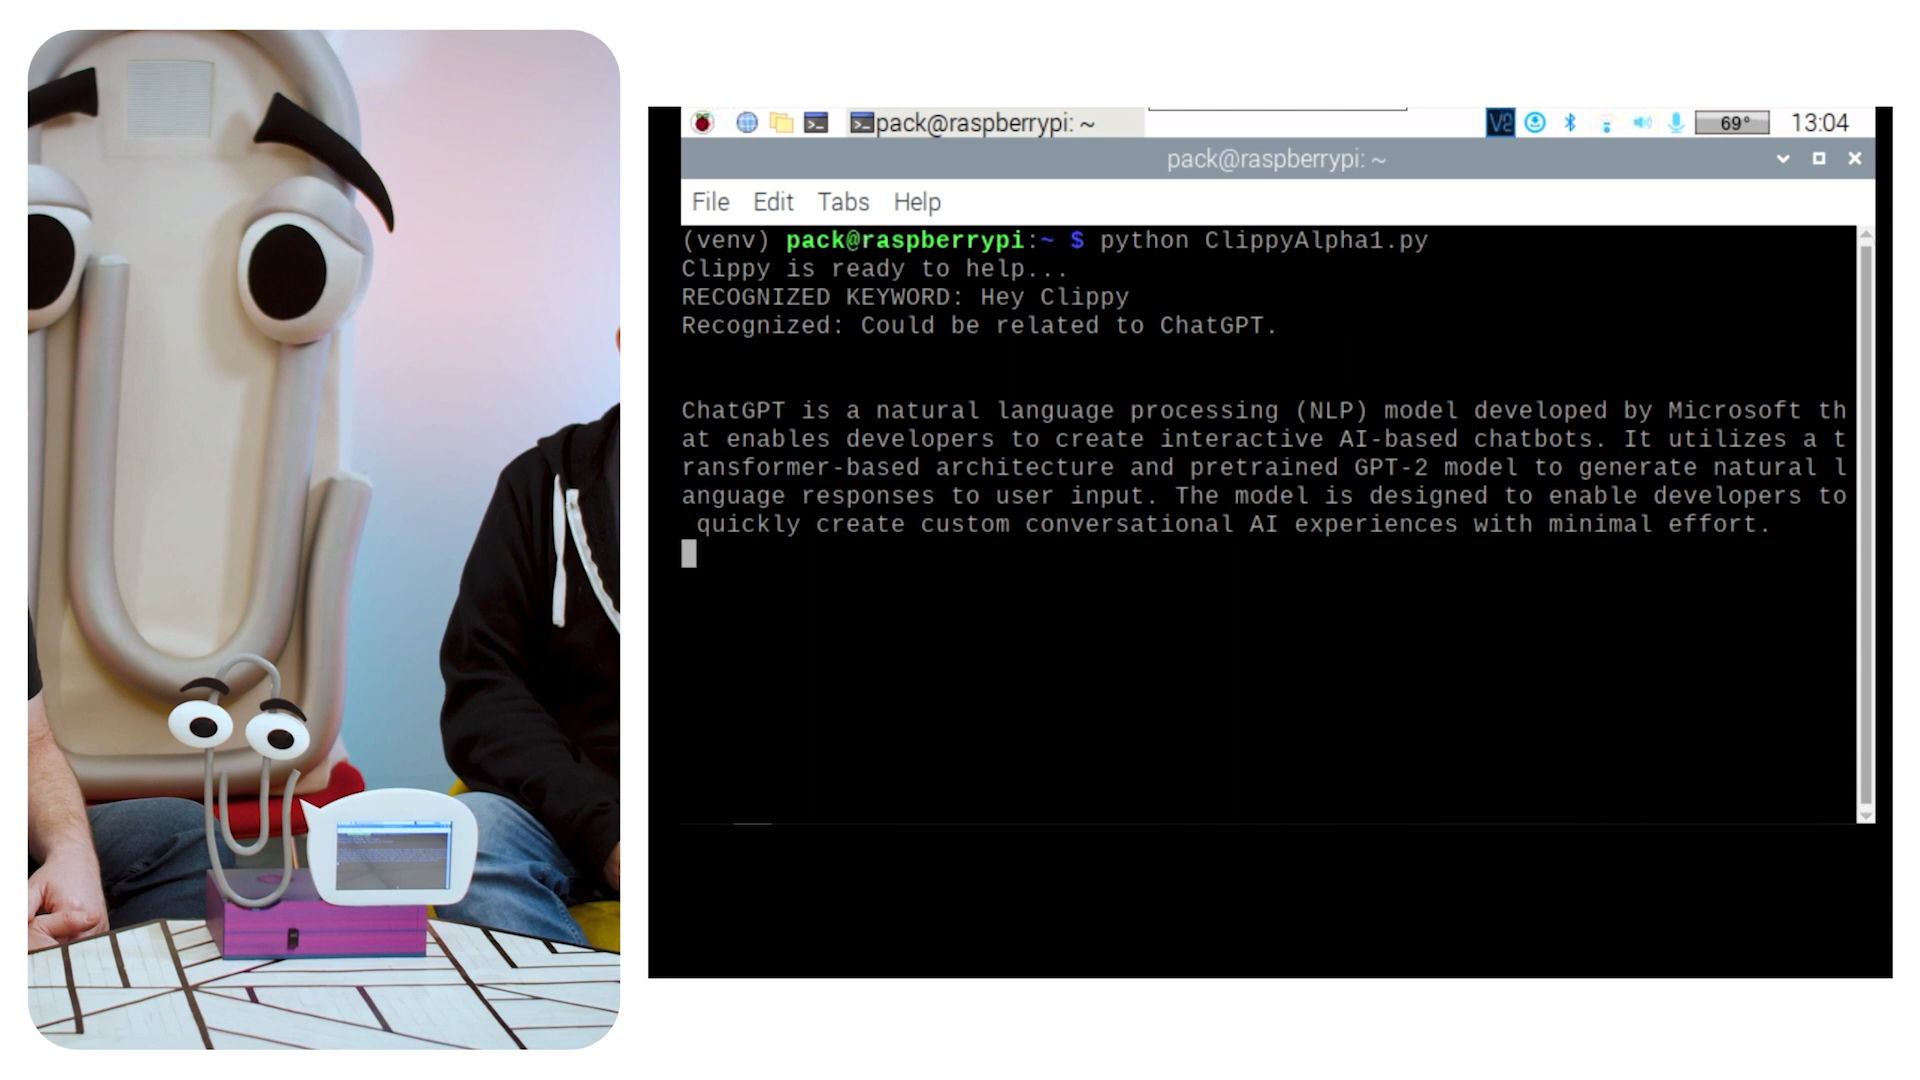 pack@raspberrypi: ~
V2
69°
13:04
pack@raspberrypi: ~
File Edit Tabs Help
(venv) pack@raspberrypi:~ $ python ClippyAlpha1.py
Clippy is ready to help...
RECOGNIZED KEYWORD: Hey Clippy
Recognized: Could be related to ChatGPT.
ChatGPT is a natural language processing (NLP) model developed by Microsoft th
at enables developers to create interactive AI-based chatbots. It utilizes a t
ransformer-based architecture and pretrained GPT-2 model to generate natural l
anguage responses to user input. The model is designed to enable developers to
quickly create custom conversational AI experiences with minimal effort.